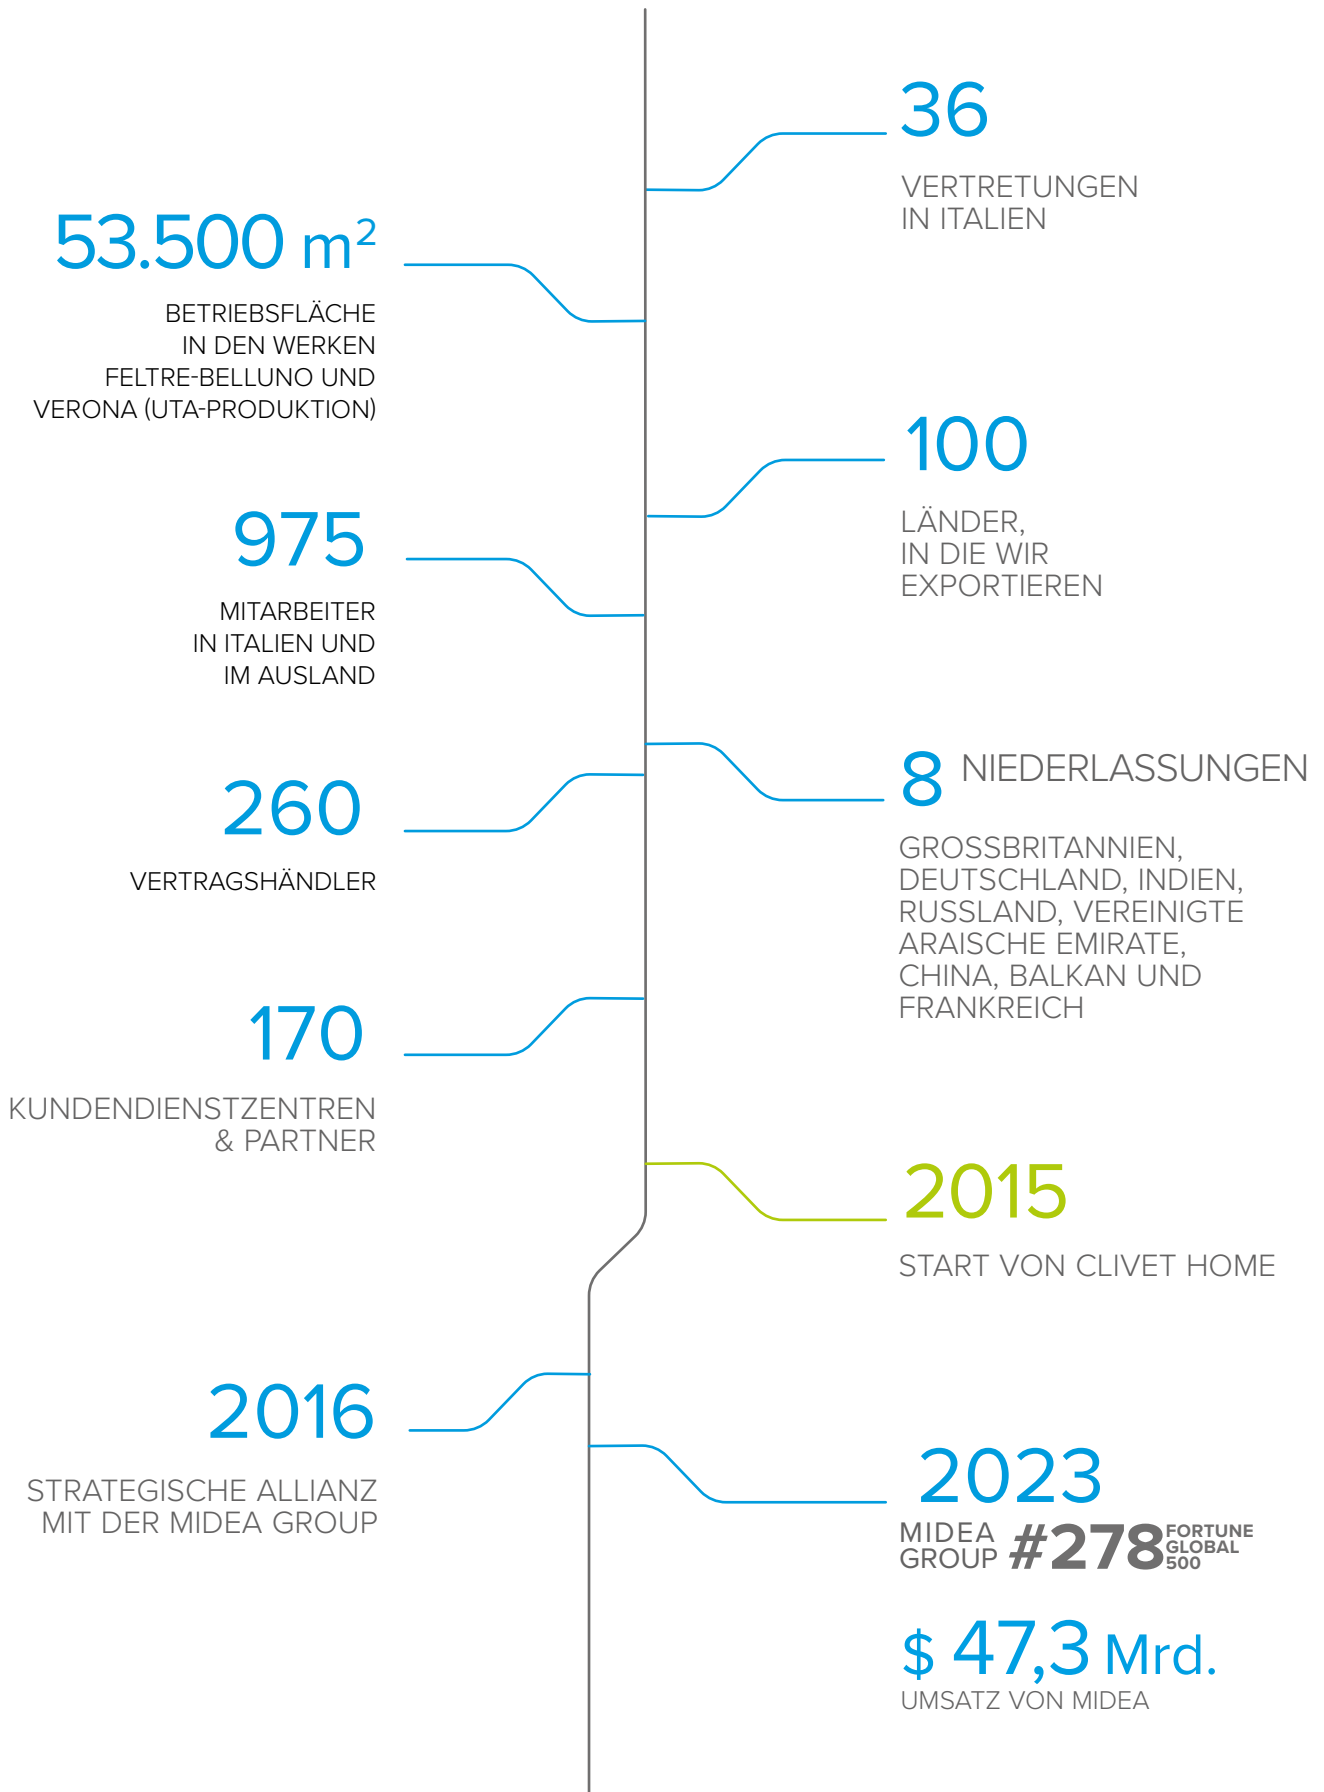 36
VERTRETUNGEN
IN ITALIEN
53.500 m²
BETRIEBSFLÄCHE
IN DEN WERKEN
FELTRE-BELLUNO UND
VERONA (UTA-PRODUKTION)
100
LÄNDER,
IN DIE WIR
EXPORTIEREN
975
MITARBEITER
IN ITALIEN UND
IM AUSLAND
8 NIEDERLASSUNGEN
GROSSBRITANNIEN,
DEUTSCHLAND, INDIEN,
RUSSLAND, VEREINIGTE
ARAISCHE EMIRATE,
CHINA, BALKAN UND
FRANKREICH
260
VERTRAGSHÄNDLER
170
KUNDENDIENSTZENTREN
& PARTNER
2015
START VON CLIVET HOME
2016
STRATEGISCHE ALLIANZ
MIT DER MIDEA GROUP
2023
MIDEA
GROUP
#278
FORTUNE
GLOBAL
500
$ 47,3 Mrd.
UMSATZ VON MIDEA